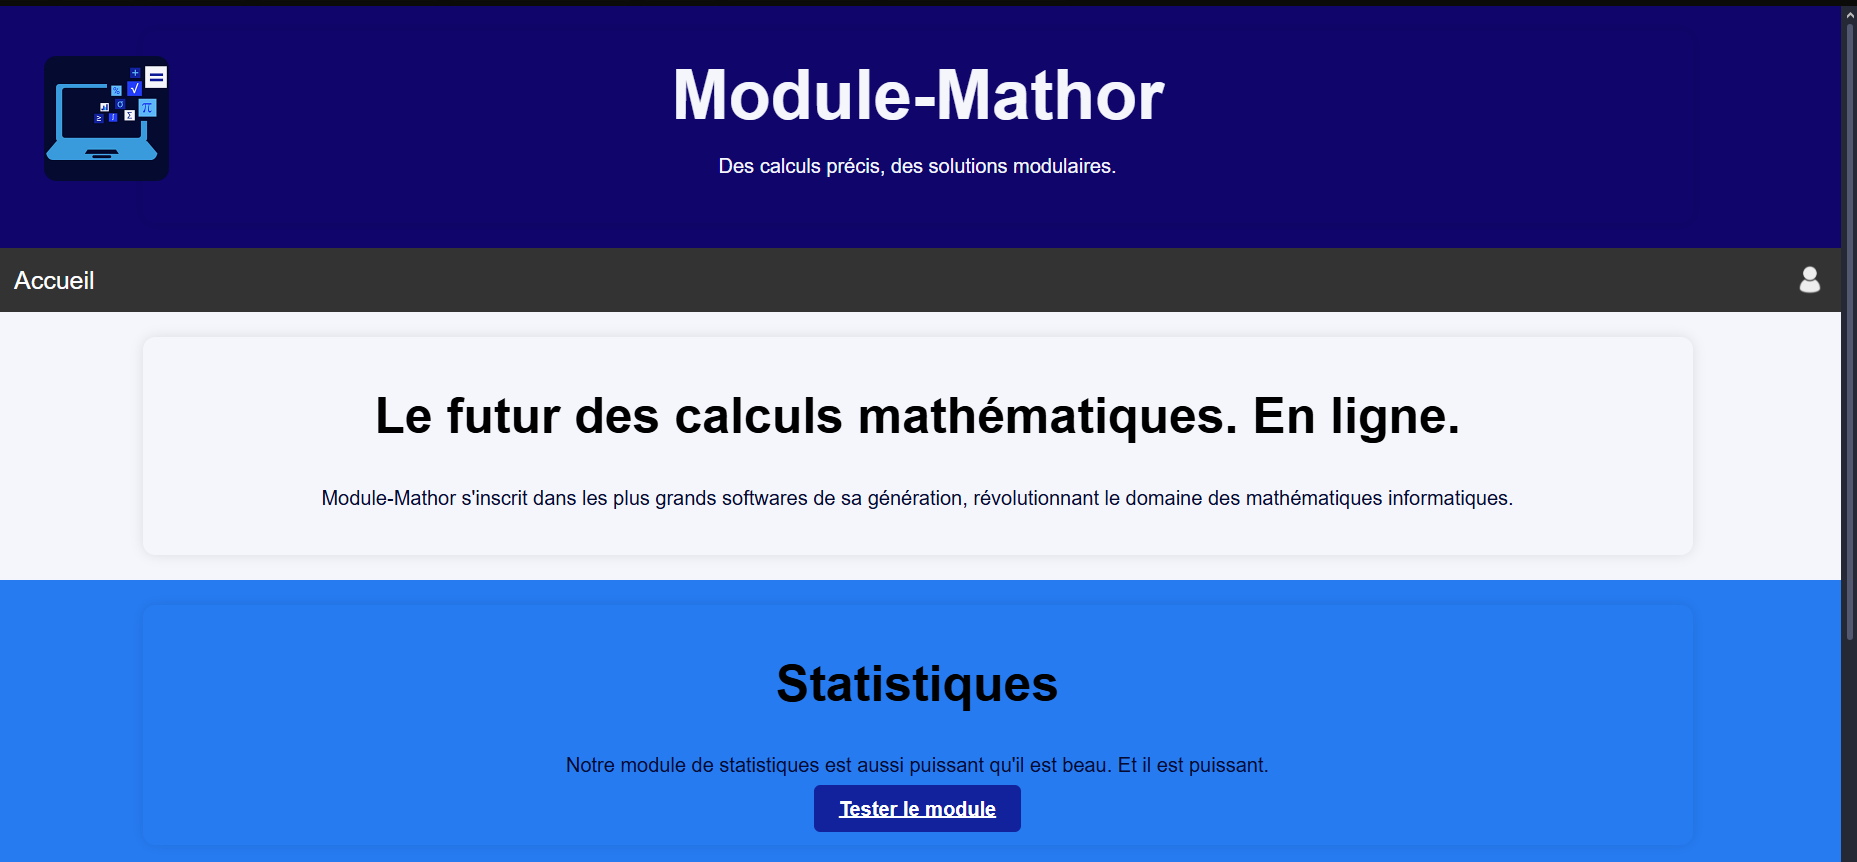 Module-Mathor
Des calculs précis, des solutions modulaires.
Accueil
Le futur des calculs mathématiques. En ligne.
Module-Mathor s'inscrit dans les plus grands softwares de sa génération, révolutionnant le domaine des mathématiques informatiques.
Statistiques
Notre module de statistiques est aussi puissant qu'il est beau. Et il est puissant.
Tester le module